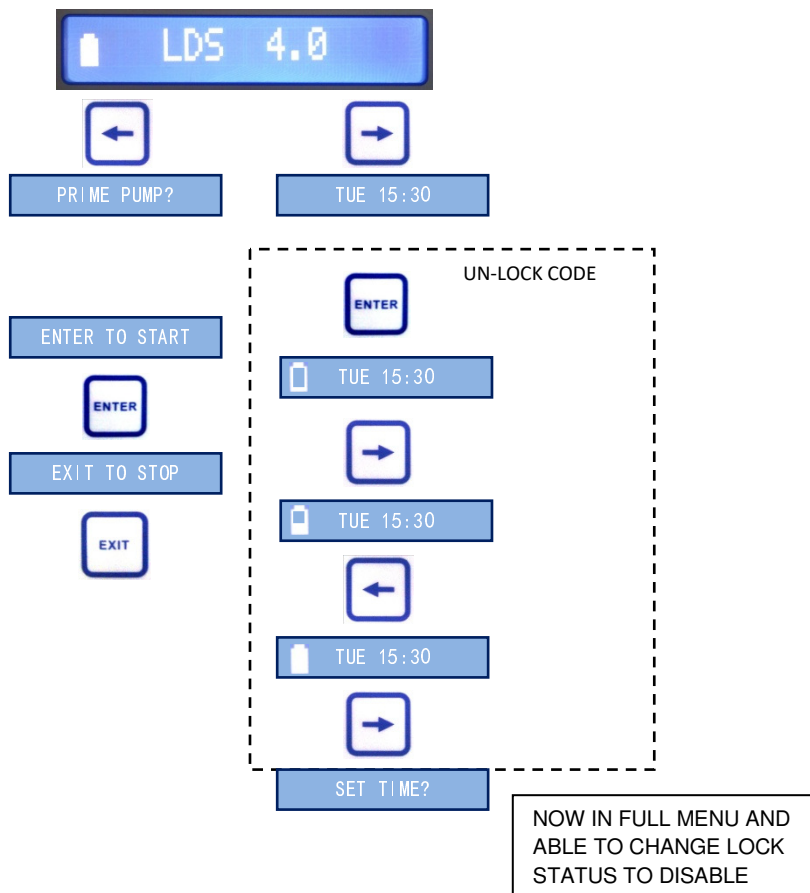 LDS 4.0
PRIME PUMP?
TUE 15:30
UN-LOCK CODE
ENTER
ENTER TO START
TUE 15:30
ENTER
EXIT TO STOP
TUE 15:30
EXIT
TUE 15:30
SET TIME?
NOW IN FULL MENU AND
ABLE TO CHANGE LOCK
STATUS TO DISABLE